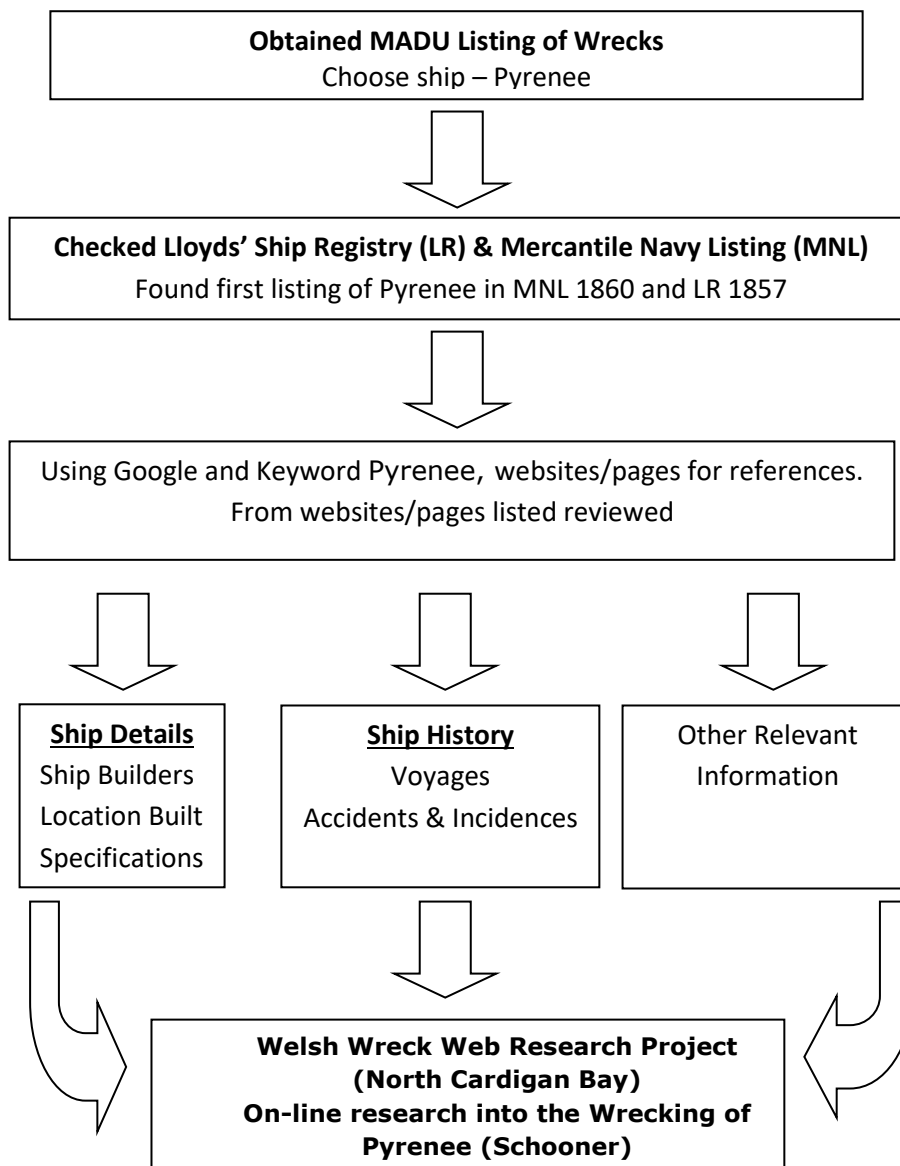 Obtained MADU Listing of Wrecks
Choose ship – Pyrenee
Checked Lloyds’ Ship Registry (LR) & Mercantile Navy Listing (MNL)
Found first listing of Pyrenee in MNL 1860 and LR 1857
Using Google and Keyword Pyrenee, websites/pages for references.
From websites/pages listed reviewed
Ship Details
Ship Builders
Location Built
Specifications
Ship History
Voyages
Accidents & Incidences
Other Relevant
Information
Welsh Wreck Web Research Project
(North Cardigan Bay)
On-line research into the Wrecking of
Pyrenee (Schooner)